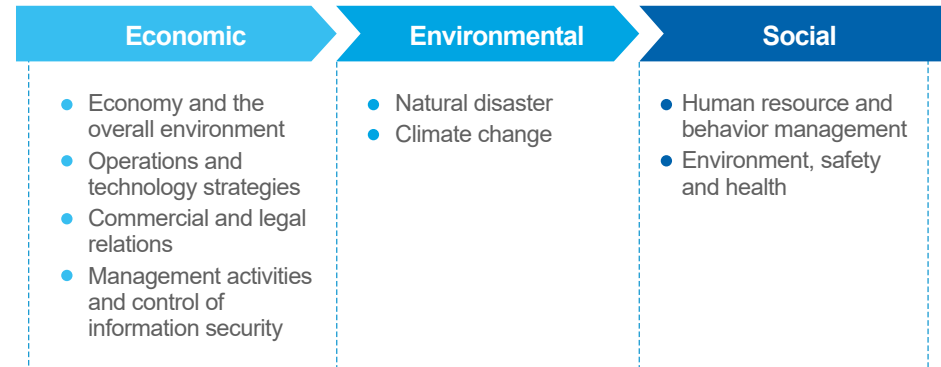 Economic
Economy and the
overall environment
Operations and
technology strategies
Commercial and legal
relations
Management activities
and control of
information security
Environmental
Natural disaster
Climate change
Social
Human resource and
behavior management
Environment, safety
and health